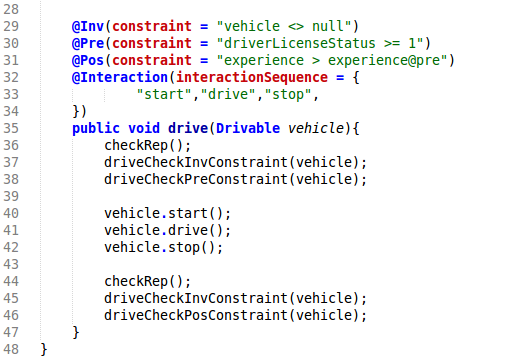 28
29 @Inv(constraint = "vehicle <> null")
30 @Pre(constraint = "driverLicenseStatus >= 1")
31 @Pos(constraint = "experience > experience@pre")
32 @Interaction(interactionSequence = {
33 "start","drive","stop",
34 })
35 public void drive(Drivable vehicle){
36 checkRep();
37 driveCheckInvConstraint(vehicle);
38 driveCheckPreConstraint(vehicle);
39
40 vehicle.start();
41 vehicle.drive();
42 vehicle.stop();
43
44 checkRep();
45 driveCheckInvConstraint(vehicle);
46 driveCheckPosConstraint(vehicle);
47 }
48 }